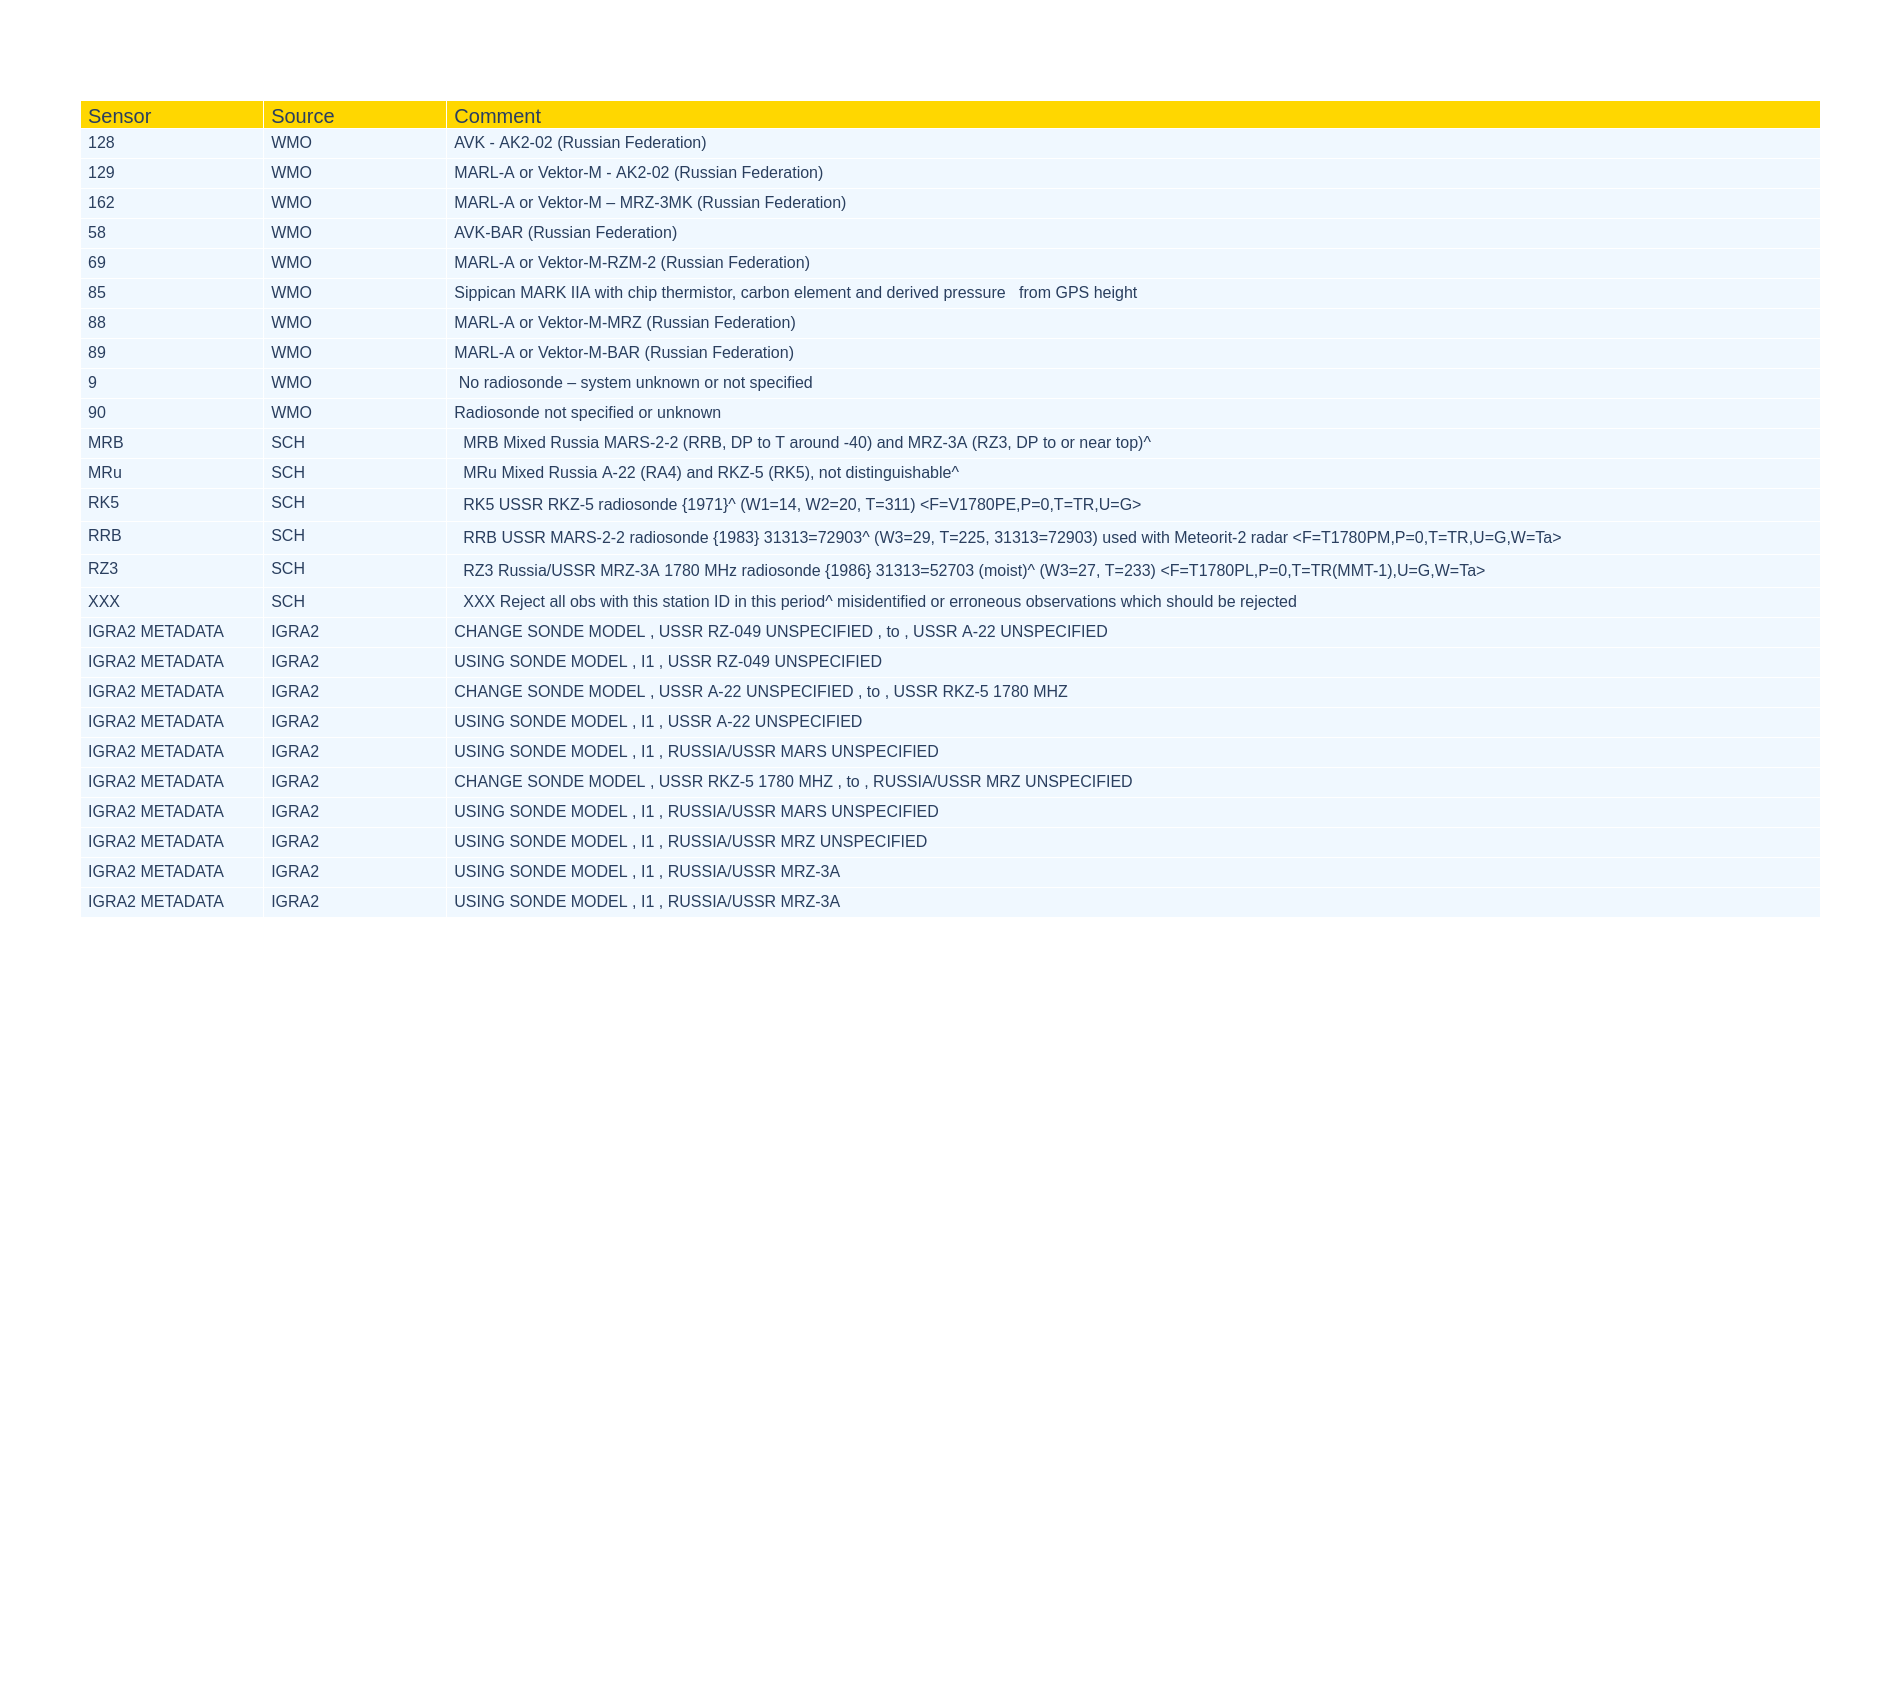 Sensor Source Comment
128 WMO AVK - AK2-02 (Russian Federation)
129 WMO MARL-A or Vektor-M - AK2-02 (Russian Federation)
162 WMO MARL-A or Vektor-M – MRZ-3MK (Russian Federation)
58 WMO AVK-BAR (Russian Federation)
69 WMO MARL-A or Vektor-M-RZM-2 (Russian Federation)
85 WMO Sippican MARK IIA with chip thermistor, carbon element and derived pressure   from GPS height
88 WMO MARL-A or Vektor-M-MRZ (Russian Federation)
89 WMO MARL-A or Vektor-M-BAR (Russian Federation)
9 WMO No radiosonde – system unknown or not specified
90 WMO Radiosonde not specified or unknown
MRB SCH MRB Mixed Russia MARS-2-2 (RRB, DP to T around -40) and MRZ-3A (RZ3, DP to or near top)^
MRu SCH MRu Mixed Russia A-22 (RA4) and RKZ-5 (RK5), not distinguishable^
RK5 SCH RK5 USSR RKZ-5 radiosonde {1971}^ (W1=14, W2=20, T=311) <F=V1780PE,P=0,T=TR,U=G>
RRB SCH RRB USSR MARS-2-2 radiosonde {1983} 31313=72903^ (W3=29, T=225, 31313=72903) used with Meteorit-2 radar <F=T1780PM,P=0,T=TR,U=G,W=Ta>
RZ3 SCH RZ3 Russia/USSR MRZ-3A 1780 MHz radiosonde {1986} 31313=52703 (moist)^ (W3=27, T=233) <F=T1780PL,P=0,T=TR(MMT-1),U=G,W=Ta>
XXX SCH XXX Reject all obs with this station ID in this period^ misidentified or erroneous observations which should be rejected
IGRA2 METADATA IGRA2 CHANGE SONDE MODEL , USSR RZ-049 UNSPECIFIED , to , USSR A-22 UNSPECIFIED
IGRA2 METADATA IGRA2 USING SONDE MODEL , I1 , USSR RZ-049 UNSPECIFIED
IGRA2 METADATA IGRA2 CHANGE SONDE MODEL , USSR A-22 UNSPECIFIED , to , USSR RKZ-5 1780 MHZ
IGRA2 METADATA IGRA2 USING SONDE MODEL , I1 , USSR A-22 UNSPECIFIED
IGRA2 METADATA IGRA2 USING SONDE MODEL , I1 , RUSSIA/USSR MARS UNSPECIFIED
IGRA2 METADATA IGRA2 CHANGE SONDE MODEL , USSR RKZ-5 1780 MHZ , to , RUSSIA/USSR MRZ UNSPECIFIED
IGRA2 METADATA IGRA2 USING SONDE MODEL , I1 , RUSSIA/USSR MARS UNSPECIFIED
IGRA2 METADATA IGRA2 USING SONDE MODEL , I1 , RUSSIA/USSR MRZ UNSPECIFIED
IGRA2 METADATA IGRA2 USING SONDE MODEL , I1 , RUSSIA/USSR MRZ-3A
IGRA2 METADATA IGRA2 USING SONDE MODEL , I1 , RUSSIA/USSR MRZ-3A